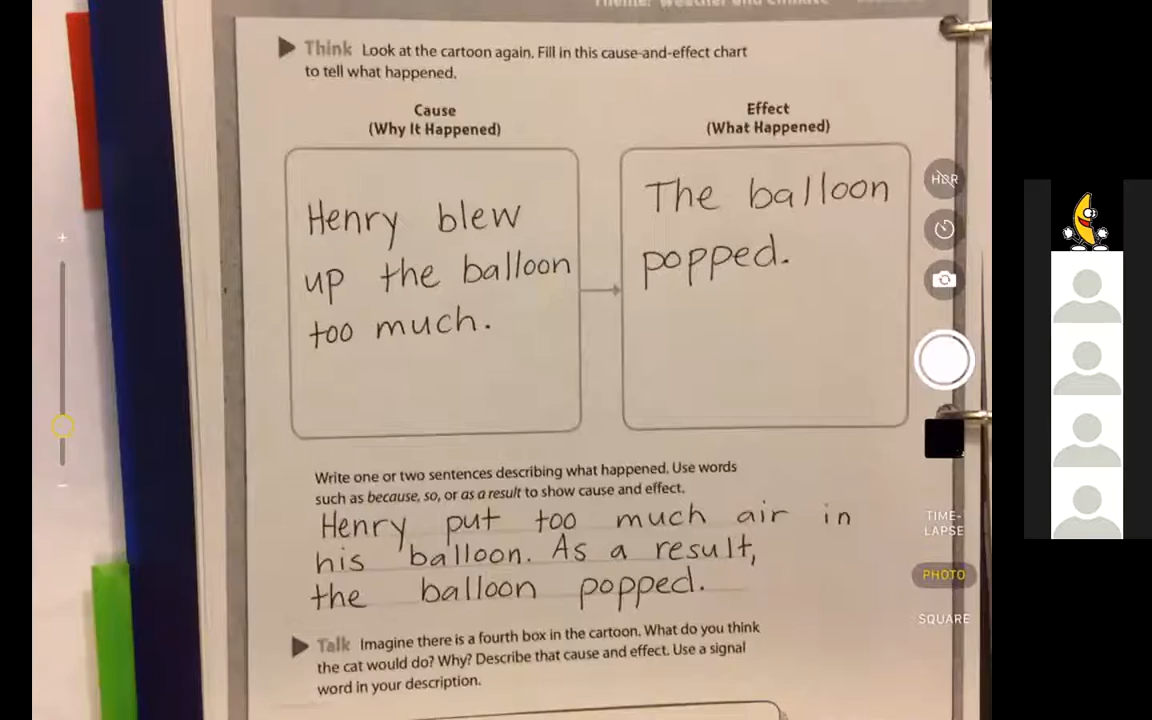 Theme: Weather and Climate
Think Look at the cartoon again. Fill in this cause-and-effect chart
to tell what happened.
Cause
(Why It Happened)
Effect
(What Happened)
Henry blew
up the balloon
too much.
The balloon
popped.
Write one or two sentences describing what happened. Use words
such as because, so, or as a result to show cause and effect.
Henry put too much air in
his balloon. As a result,
the balloon popped.
Talk Imagine there is a fourth box in the cartoon. What do you think
the cat would do? Why? Describe that cause and effect. Use a signal
word in your description.
HDR
TIME-
LAPSE
PHOTO
SQUARE